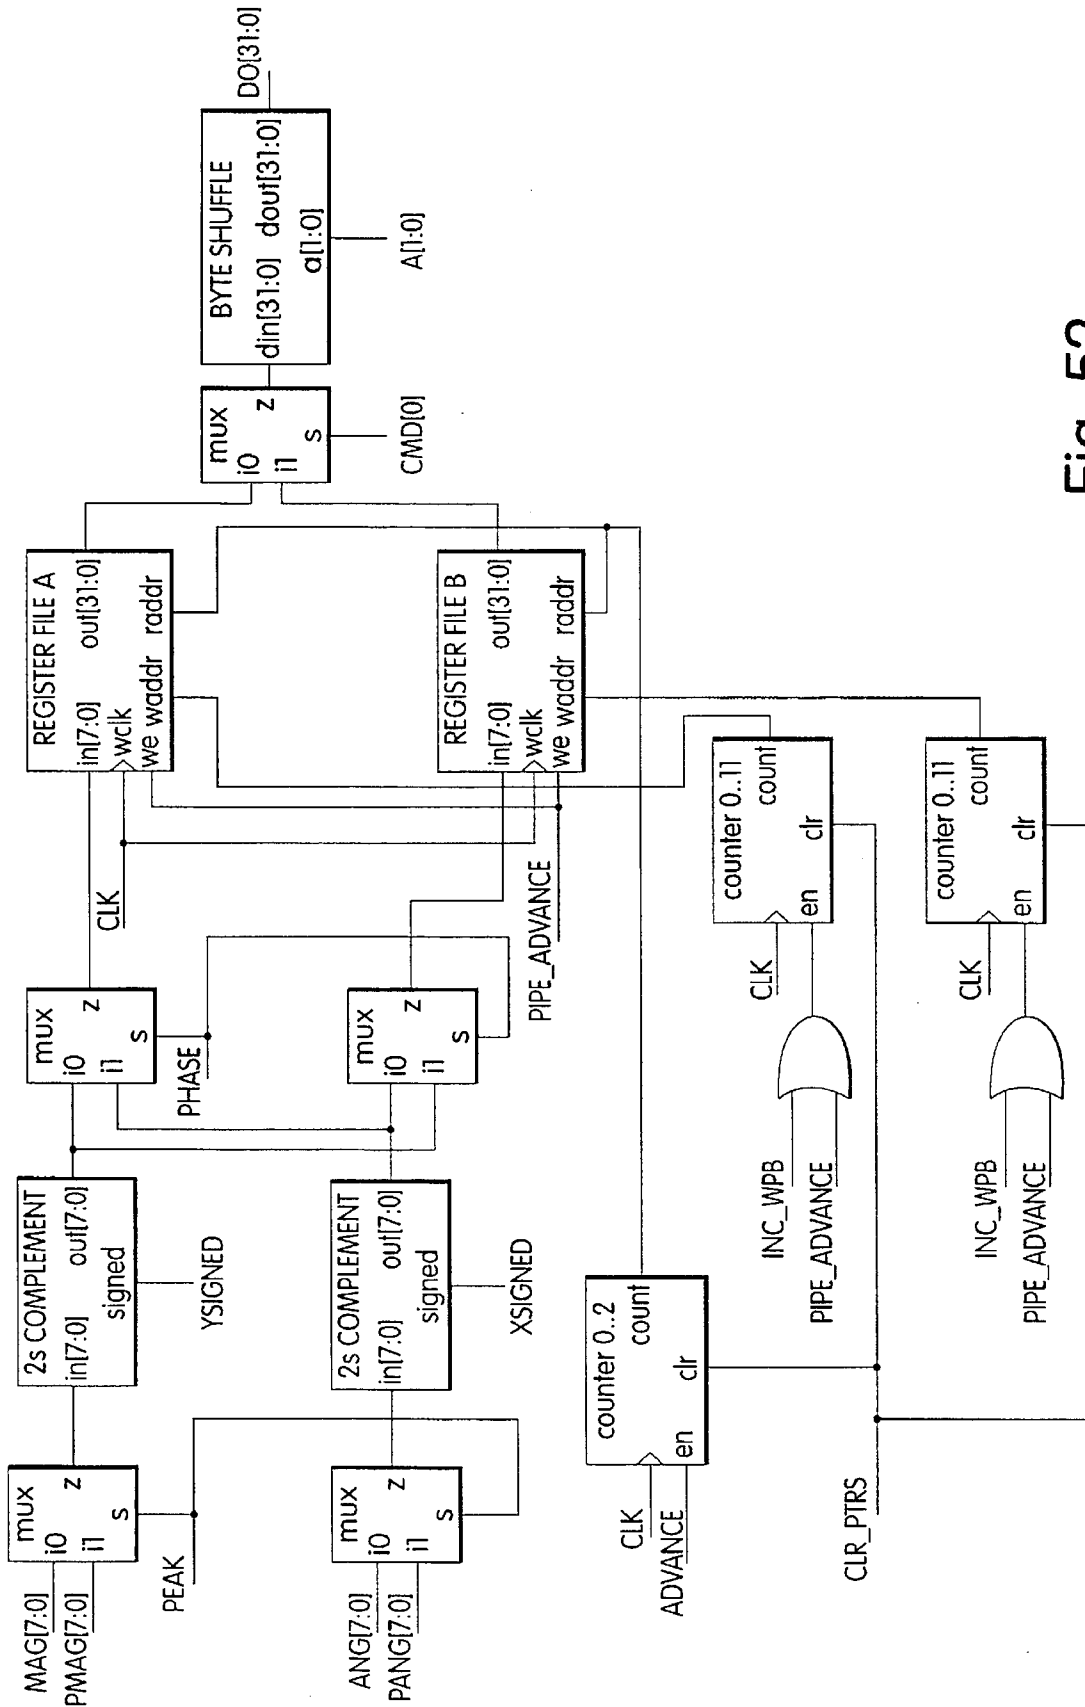 MAG[7:0]
PMAG[7:0]
mux
i0
i1
z
s
PEAK
ANG[7:0]
PANG[7:0]
mux
i0
i1
z
s
2s COMPLEMENT
in[7:0] out[7:0]
signed
YSIGNED
2s COMPLEMENT
in[7:0] out[7:0]
signed
XSIGNED
mux
i0
i1
z
s
PHASE
mux
i0
i1
z
s
CLK
PIPE_ADVANCE
REGISTER FILE A
in[7:0] out[31:0]
wclk
we waddr raddr
REGISTER FILE B
in[7:0] out[31:0]
wclk
we waddr raddr
mux
i0
i1
z
s
CMD[0]
BYTE SHUFFLE
din[31:0] dout[31:0]
a[1:0]
A[1:0]
DO[31:0]
CLK
ADVANCE
counter 0..2
count
en
clr
CLR_PTRS
INC_WPB
PIPE_ADVANCE
CLK
counter 0..11
count
en
clr
INC_WPB
PIPE_ADVANCE
CLK
counter 0..11
count
en
clr
Fig. 52